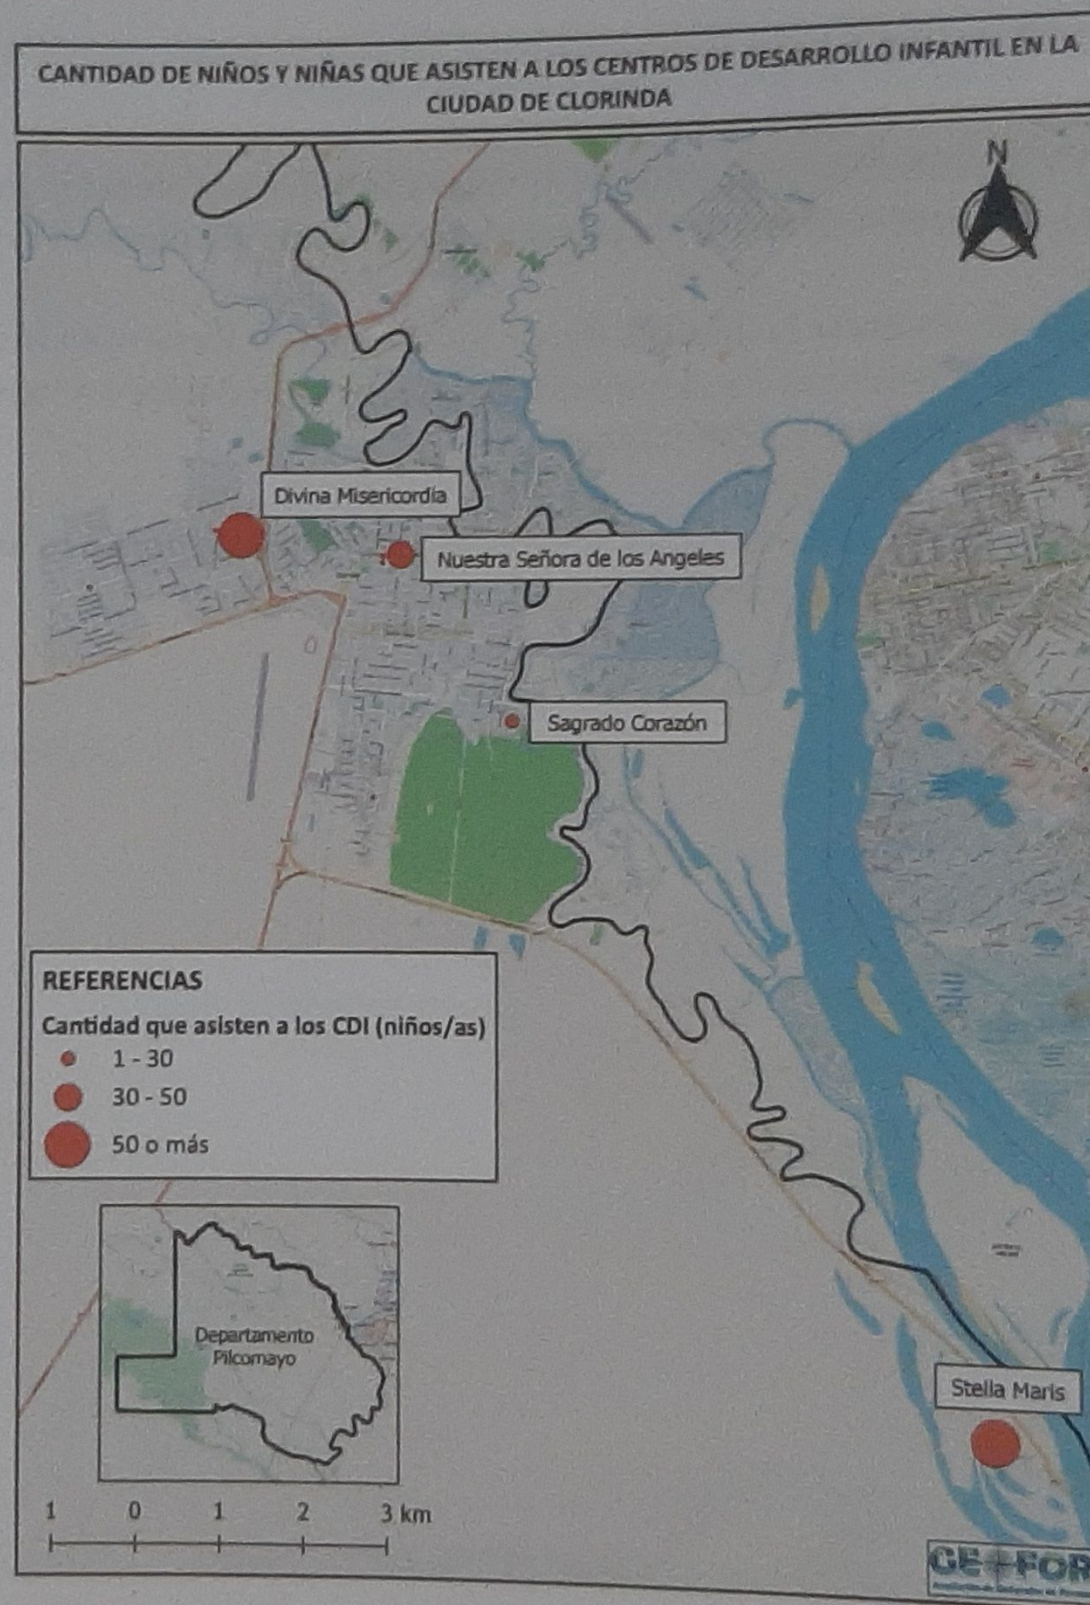 CANTIDAD DE NIÑOS Y NIÑAS QUE ASISTEN A LOS CENTROS DE DESARROLLO INFANTIL EN LA
CIUDAD DE CLORINDA
N
Divina Misericordia
Nuestra Señora de los Angeles
Sagrado Corazón
REFERENCIAS
Cantidad que asisten a los CDI (niños/as)
1 - 30
30 - 50
50 o más
Departamento
Pilcomayo
Stella Maris
1 0 1 2 3 km
GE FOR